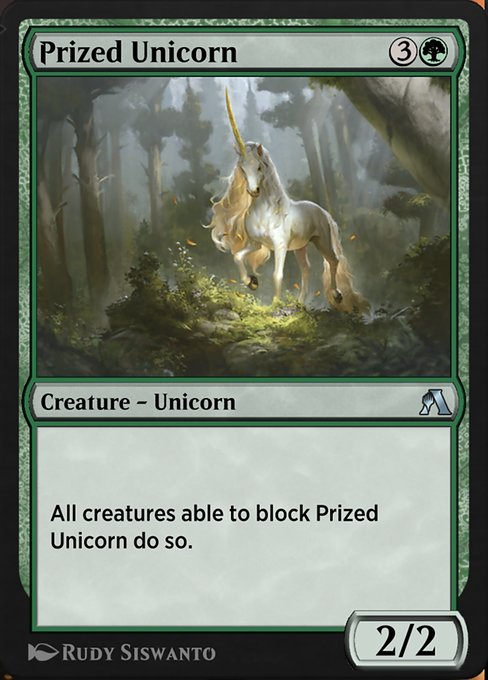 Prized Unicorn 3
Creature – Unicorn
All creatures able to block Prized
Unicorn do so.
2/2
Rudy Siswanto